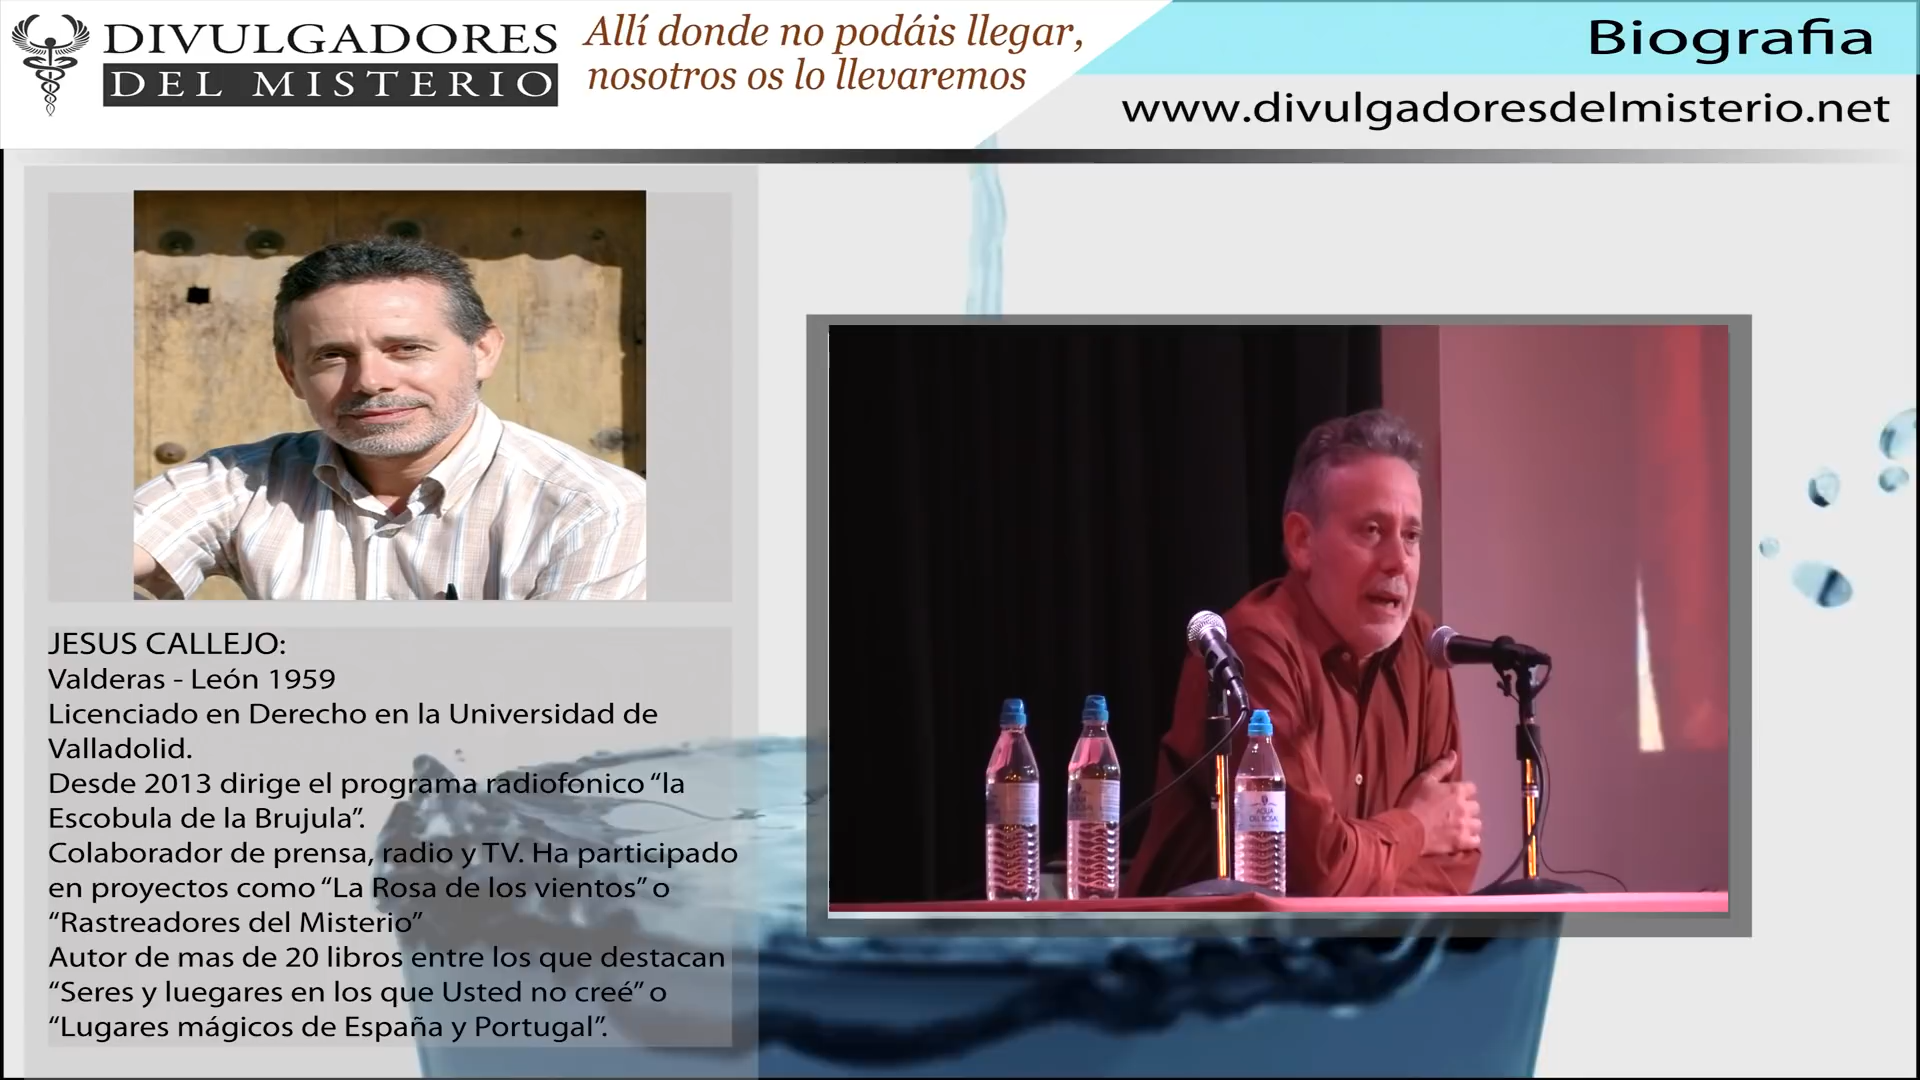 DIVULGADORES
DEL MISTERIO
Allí donde no podáis llegar,
nosotros os lo llevaremos
Biografia
www.divulgadoresdelmisterio.net
JESUS CALLEJO:
Valderas - León 1959
Licenciado en Derecho en la Universidad de
Valladolid.
Desde 2013 dirige el programa radiofonico “la
Escobula de la Brujula”.
Colaborador de prensa, radio y TV. Ha participado
en proyectos como “La Rosa de los vientos” o
“Rastreadores del Misterio”
Autor de mas de 20 libros entre los que destacan
“Seres y luegares en los que Usted no creé” o
“Lugares mágicos de España y Portugal”.
AGUA
DEL ROSAL